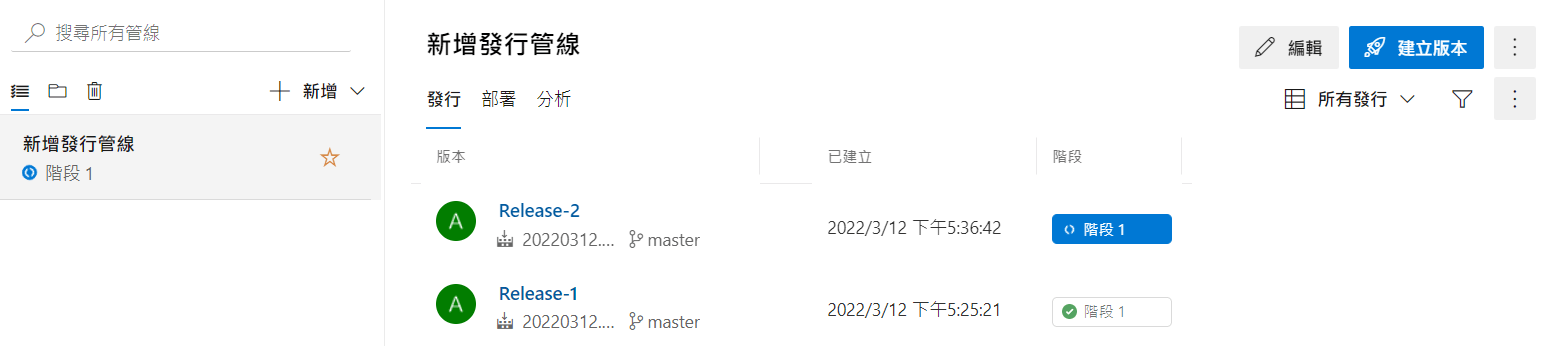 搜尋所有管線
新增
新增發行管線
階段 1
新增發行管線
編輯
建立版本
發行 部署 分析
所有發行
版本 已建立 階段
A Release-2
20220312.... master
2022/3/12 下午5:36:42
階段 1
A Release-1
20220312.... master
2022/3/12 下午5:25:21
階段 1